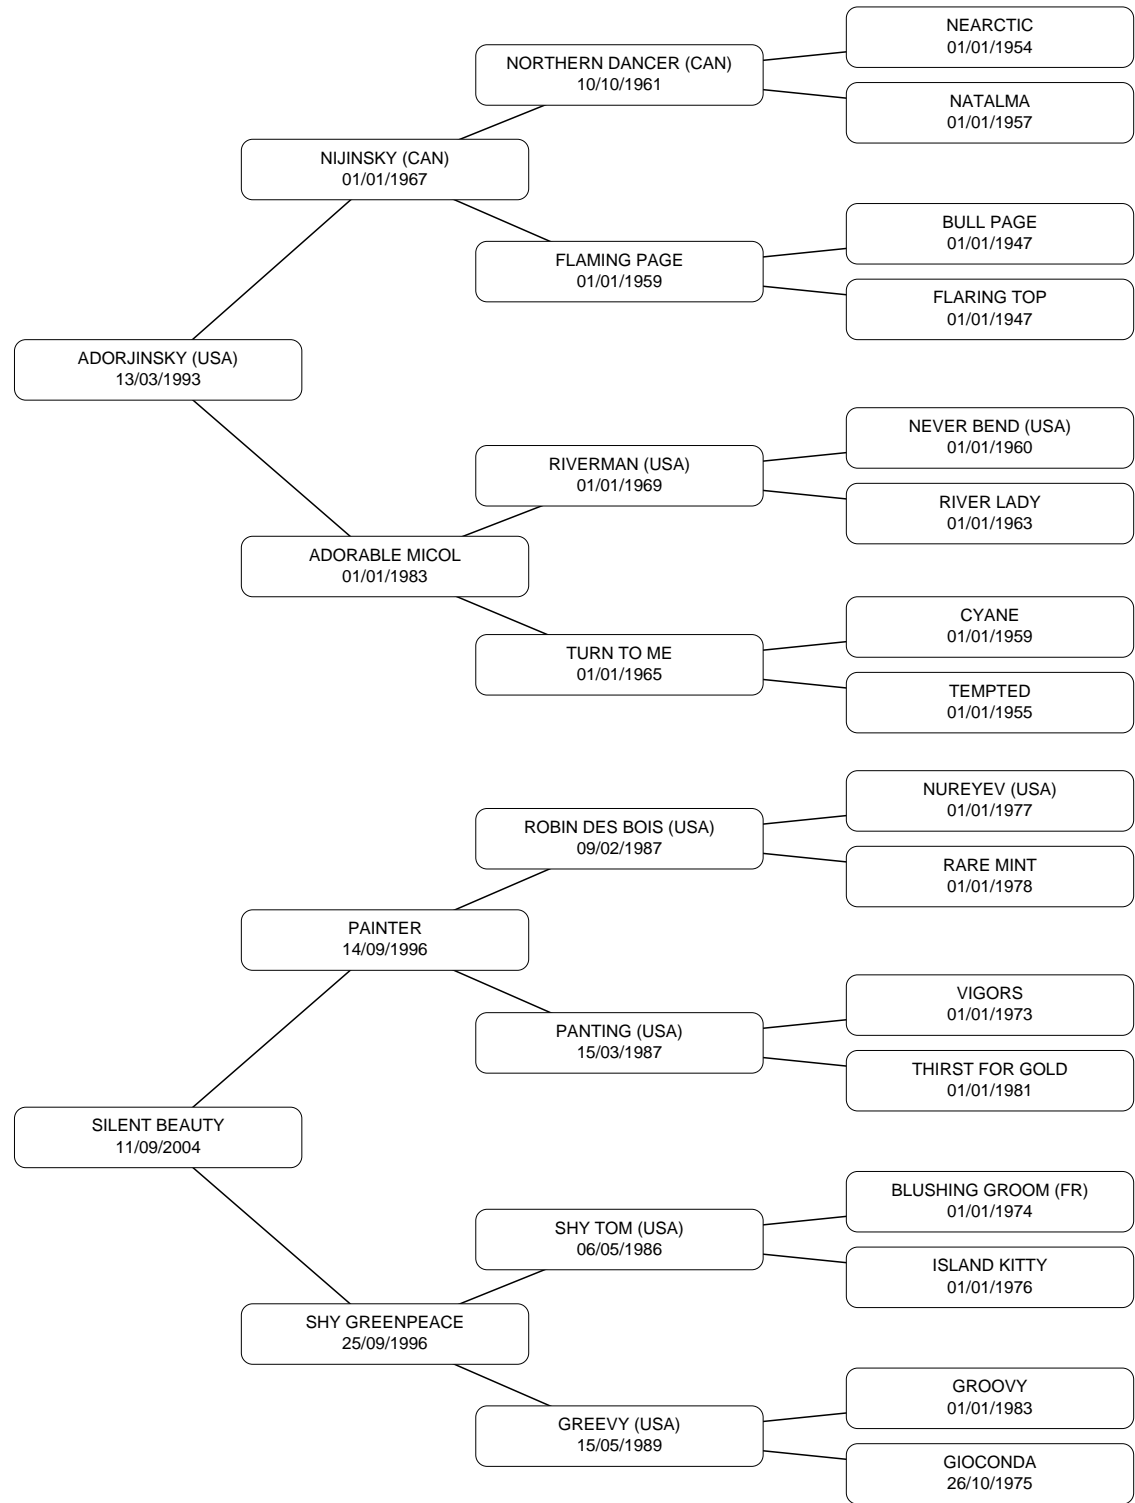 NEARCTIC
01/01/1954
NORTHERN DANCER (CAN)
10/10/1961
NATALMA
01/01/1957
NIJINSKY (CAN)
01/01/1967
BULL PAGE
01/01/1947
FLAMING PAGE
01/01/1959
FLARING TOP
01/01/1947
ADORJINSKY (USA)
13/03/1993
NEVER BEND (USA)
01/01/1960
RIVERMAN (USA)
01/01/1969
RIVER LADY
01/01/1963
ADORABLE MICOL
01/01/1983
CYANE
01/01/1959
TURN TO ME
01/01/1965
TEMPTED
01/01/1955
NUREYEV (USA)
01/01/1977
ROBIN DES BOIS (USA)
09/02/1987
RARE MINT
01/01/1978
PAINTER
14/09/1996
VIGORS
01/01/1973
PANTING (USA)
15/03/1987
THIRST FOR GOLD
01/01/1981
SILENT BEAUTY
11/09/2004
BLUSHING GROOM (FR)
01/01/1974
SHY TOM (USA)
06/05/1986
ISLAND KITTY
01/01/1976
SHY GREENPEACE
25/09/1996
GROOVY
01/01/1983
GREEVY (USA)
15/05/1989
GIOCONDA
26/10/1975